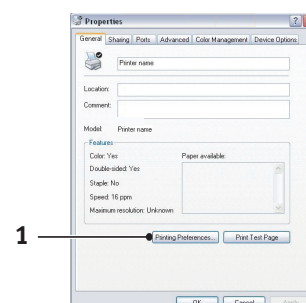 Properties
General Sharing Ports Advanced Color Management Device Options
Printer name
Location:
Comment:
Model: Printer name
Features
Color: Yes Paper available:
Double-sided: Yes
Staple: No
Speed: 16 ppm
Maximum resolution: Unknown
1
Printing Preferences... Print Test Page
OK Cancel Apply